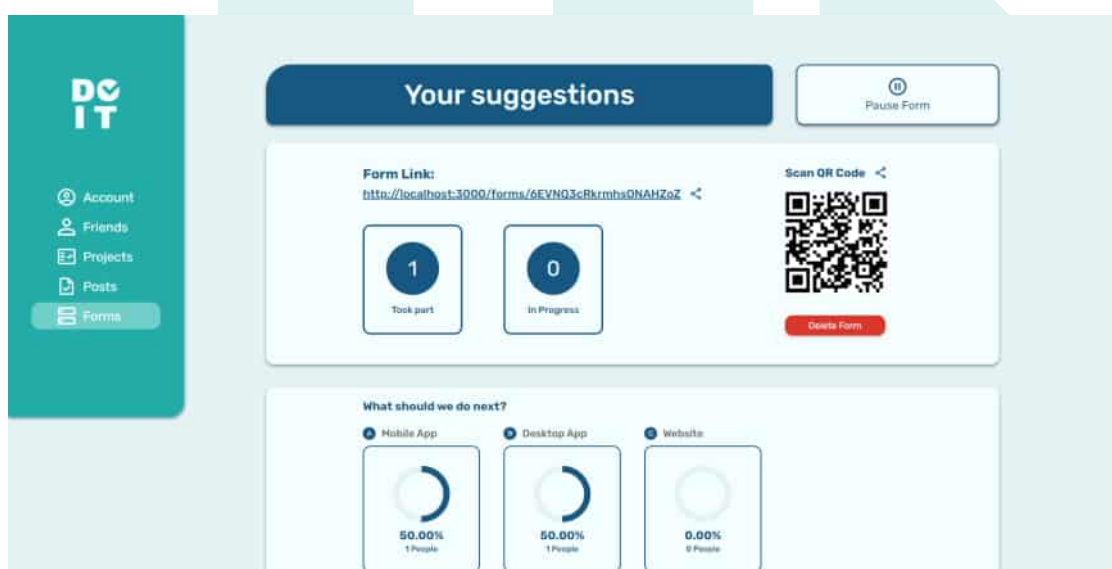 DO
IT
Account
Friends
Projects
Posts
Forms
Your suggestions
Pause Form
Form Link:
http://localhost:3000/forms/6EVNQ3cRkrmhs0NAHZoZ
1
Took part
0
In Progress
Scan QR Code
Delete Form
What should we do next?
A Mobile App
B Desktop App
C Website
50.00%
1 People
50.00%
1 People
0.00%
0 People